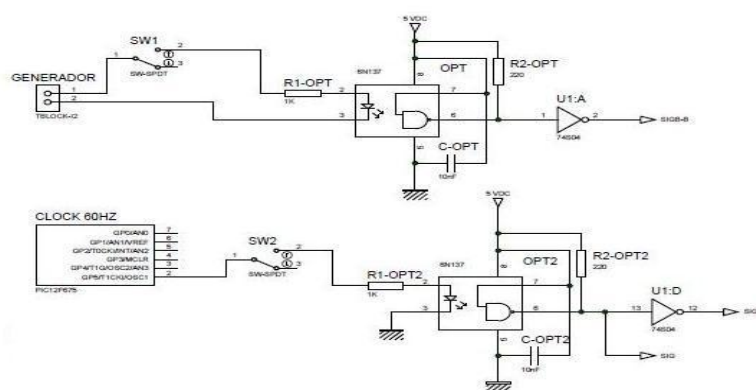 5 VDC
SW1
1
2
3
SW-SPDT
GENERADOR
1
2
TBLOCK-I2
R1-OPT
1K
6N137
OPT
8
2
3
7
6
5
R2-OPT
220
C-OPT
10nF
U1:A
1
2
74S04
SIGB-B
5 VDC
CLOCK 60HZ
GP0/AN0
7
GP1/AN1/VREF
6
GP2/T0CK/INT/AN2
5
GP3/MCLR
4
GP4/T1G/OSC2/AN3
3
GP5/T1CKI/OSC1
2
PIC12F675
SW2
1
2
3
SW-SPDT
R1-OPT2
1K
6N137
OPT2
8
2
3
7
6
5
R2-OPT2
220
C-OPT2
10nF
U1:D
13
12
74S04
SIG
SIG